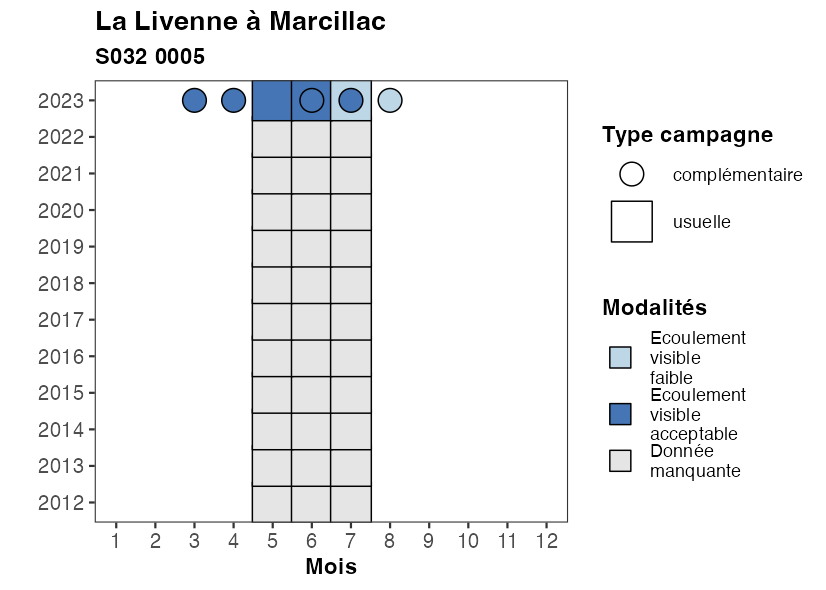 La Livenne à Marcillac
S032 0005
2023
2022
2021
2020
2019
2018
2017
2016
2015
2014
2013
2012
1 2 3 4 5 6 7 8 9 10 11 12
Mois
Type campagne
complémentaire
usuelle
Modalités
Ecoulement
visible
faible
Ecoulement
visible
acceptable
Donnée
manquante